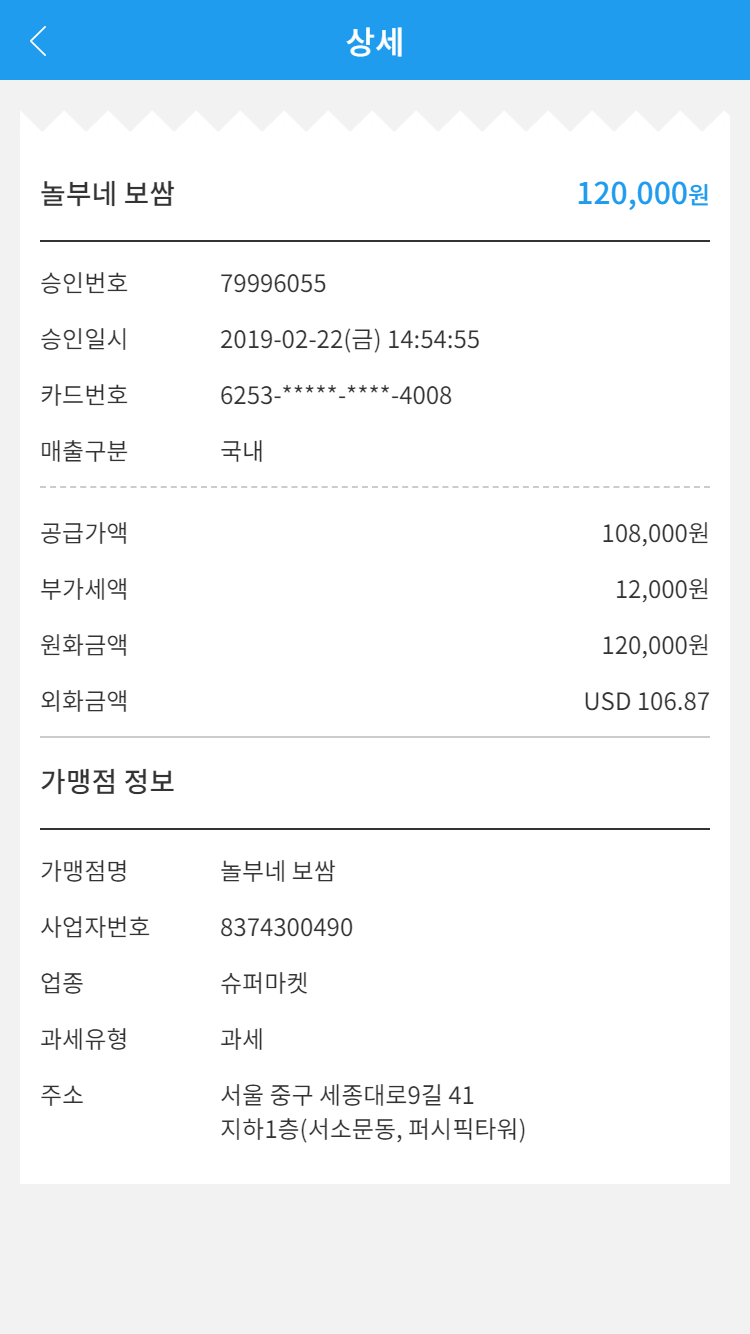 상세
놀부네 보쌈 120,000원
승인번호 79996055
승인일시 2019-02-22(금) 14:54:55
카드번호 6253-*****-****-4008
매출구분 국내
공급가액 108,000원
부가세액 12,000원
원화금액 120,000원
외화금액 USD 106.87
가맹점 정보
가맹점명 놀부네 보쌈
사업자번호 8374300490
업종 슈퍼마켓
과세유형 과세
주소 서울 중구 세종대로9길 41
지하1층(서소문동, 퍼시픽타워)